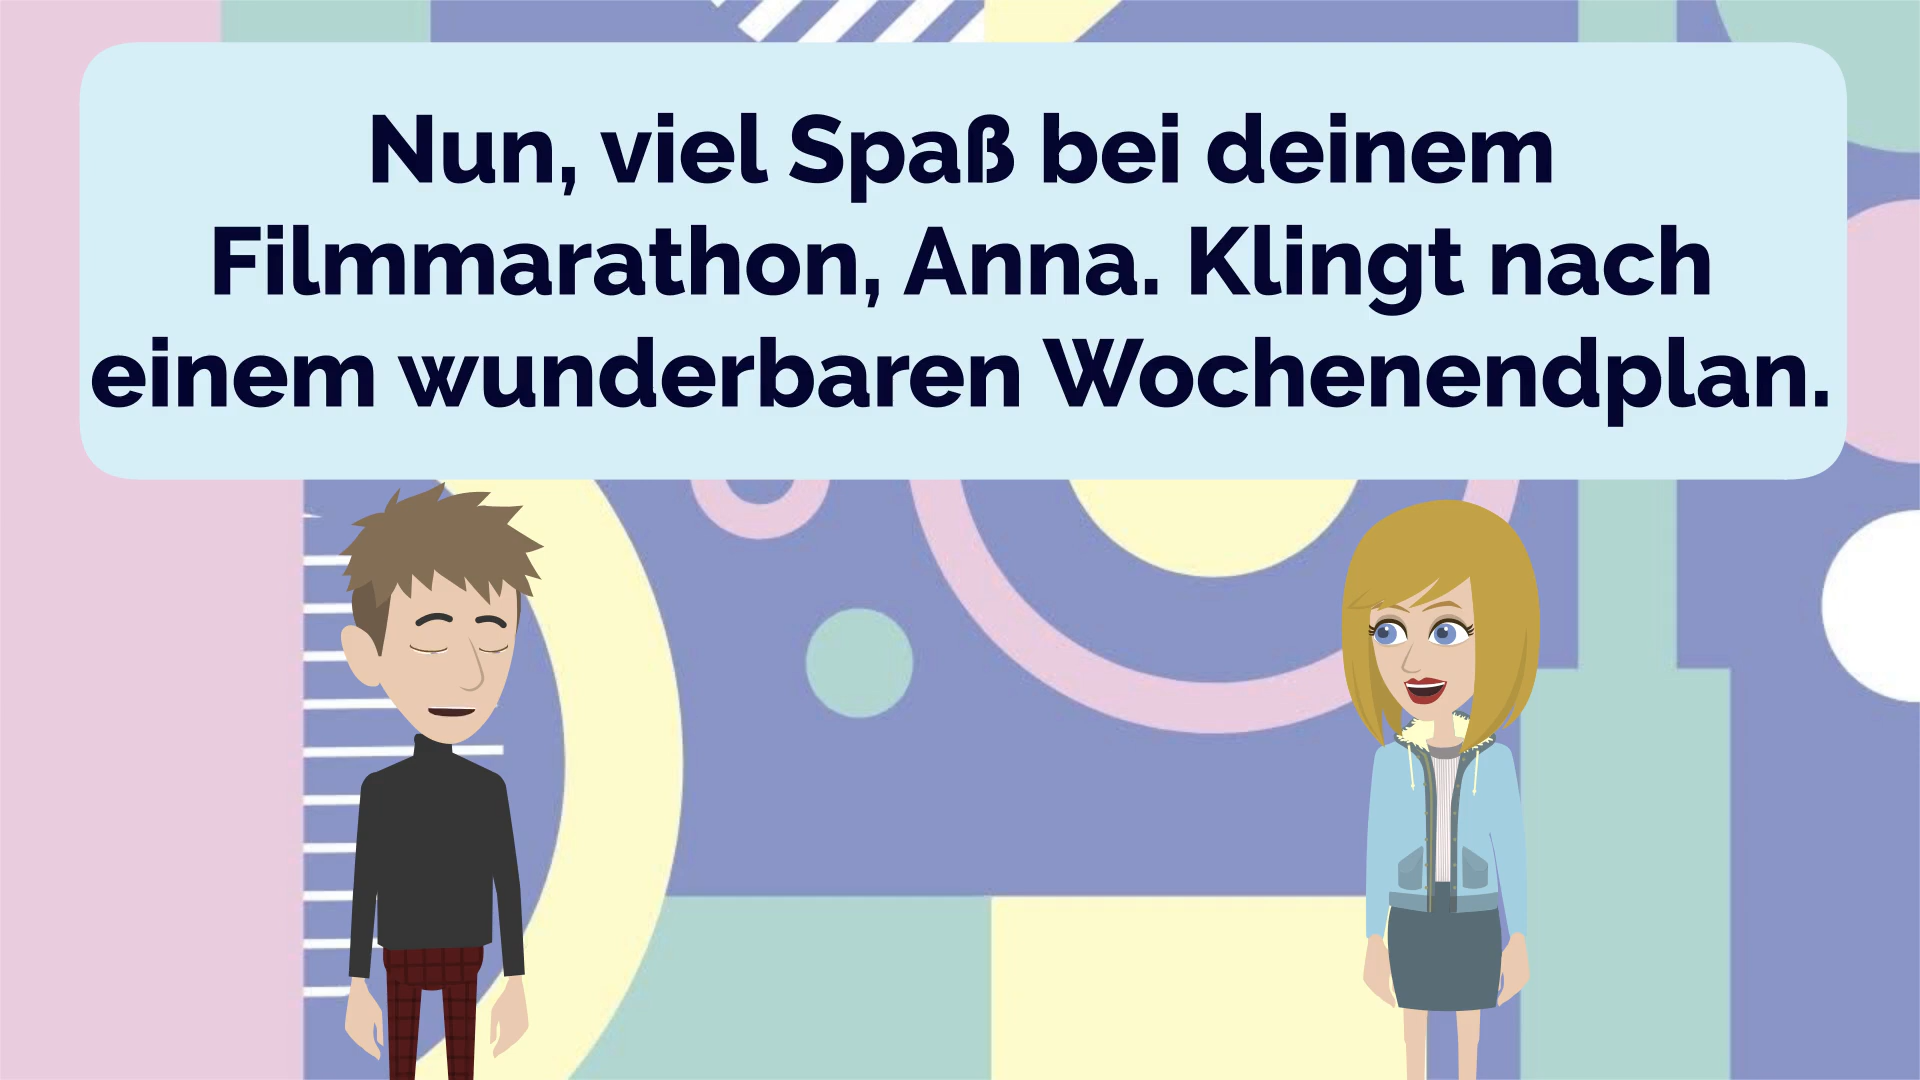 Nun, viel Spaß bei deinem
Filmmarathon, Anna. Klingt nach
einem wunderbaren Wochenendplan.